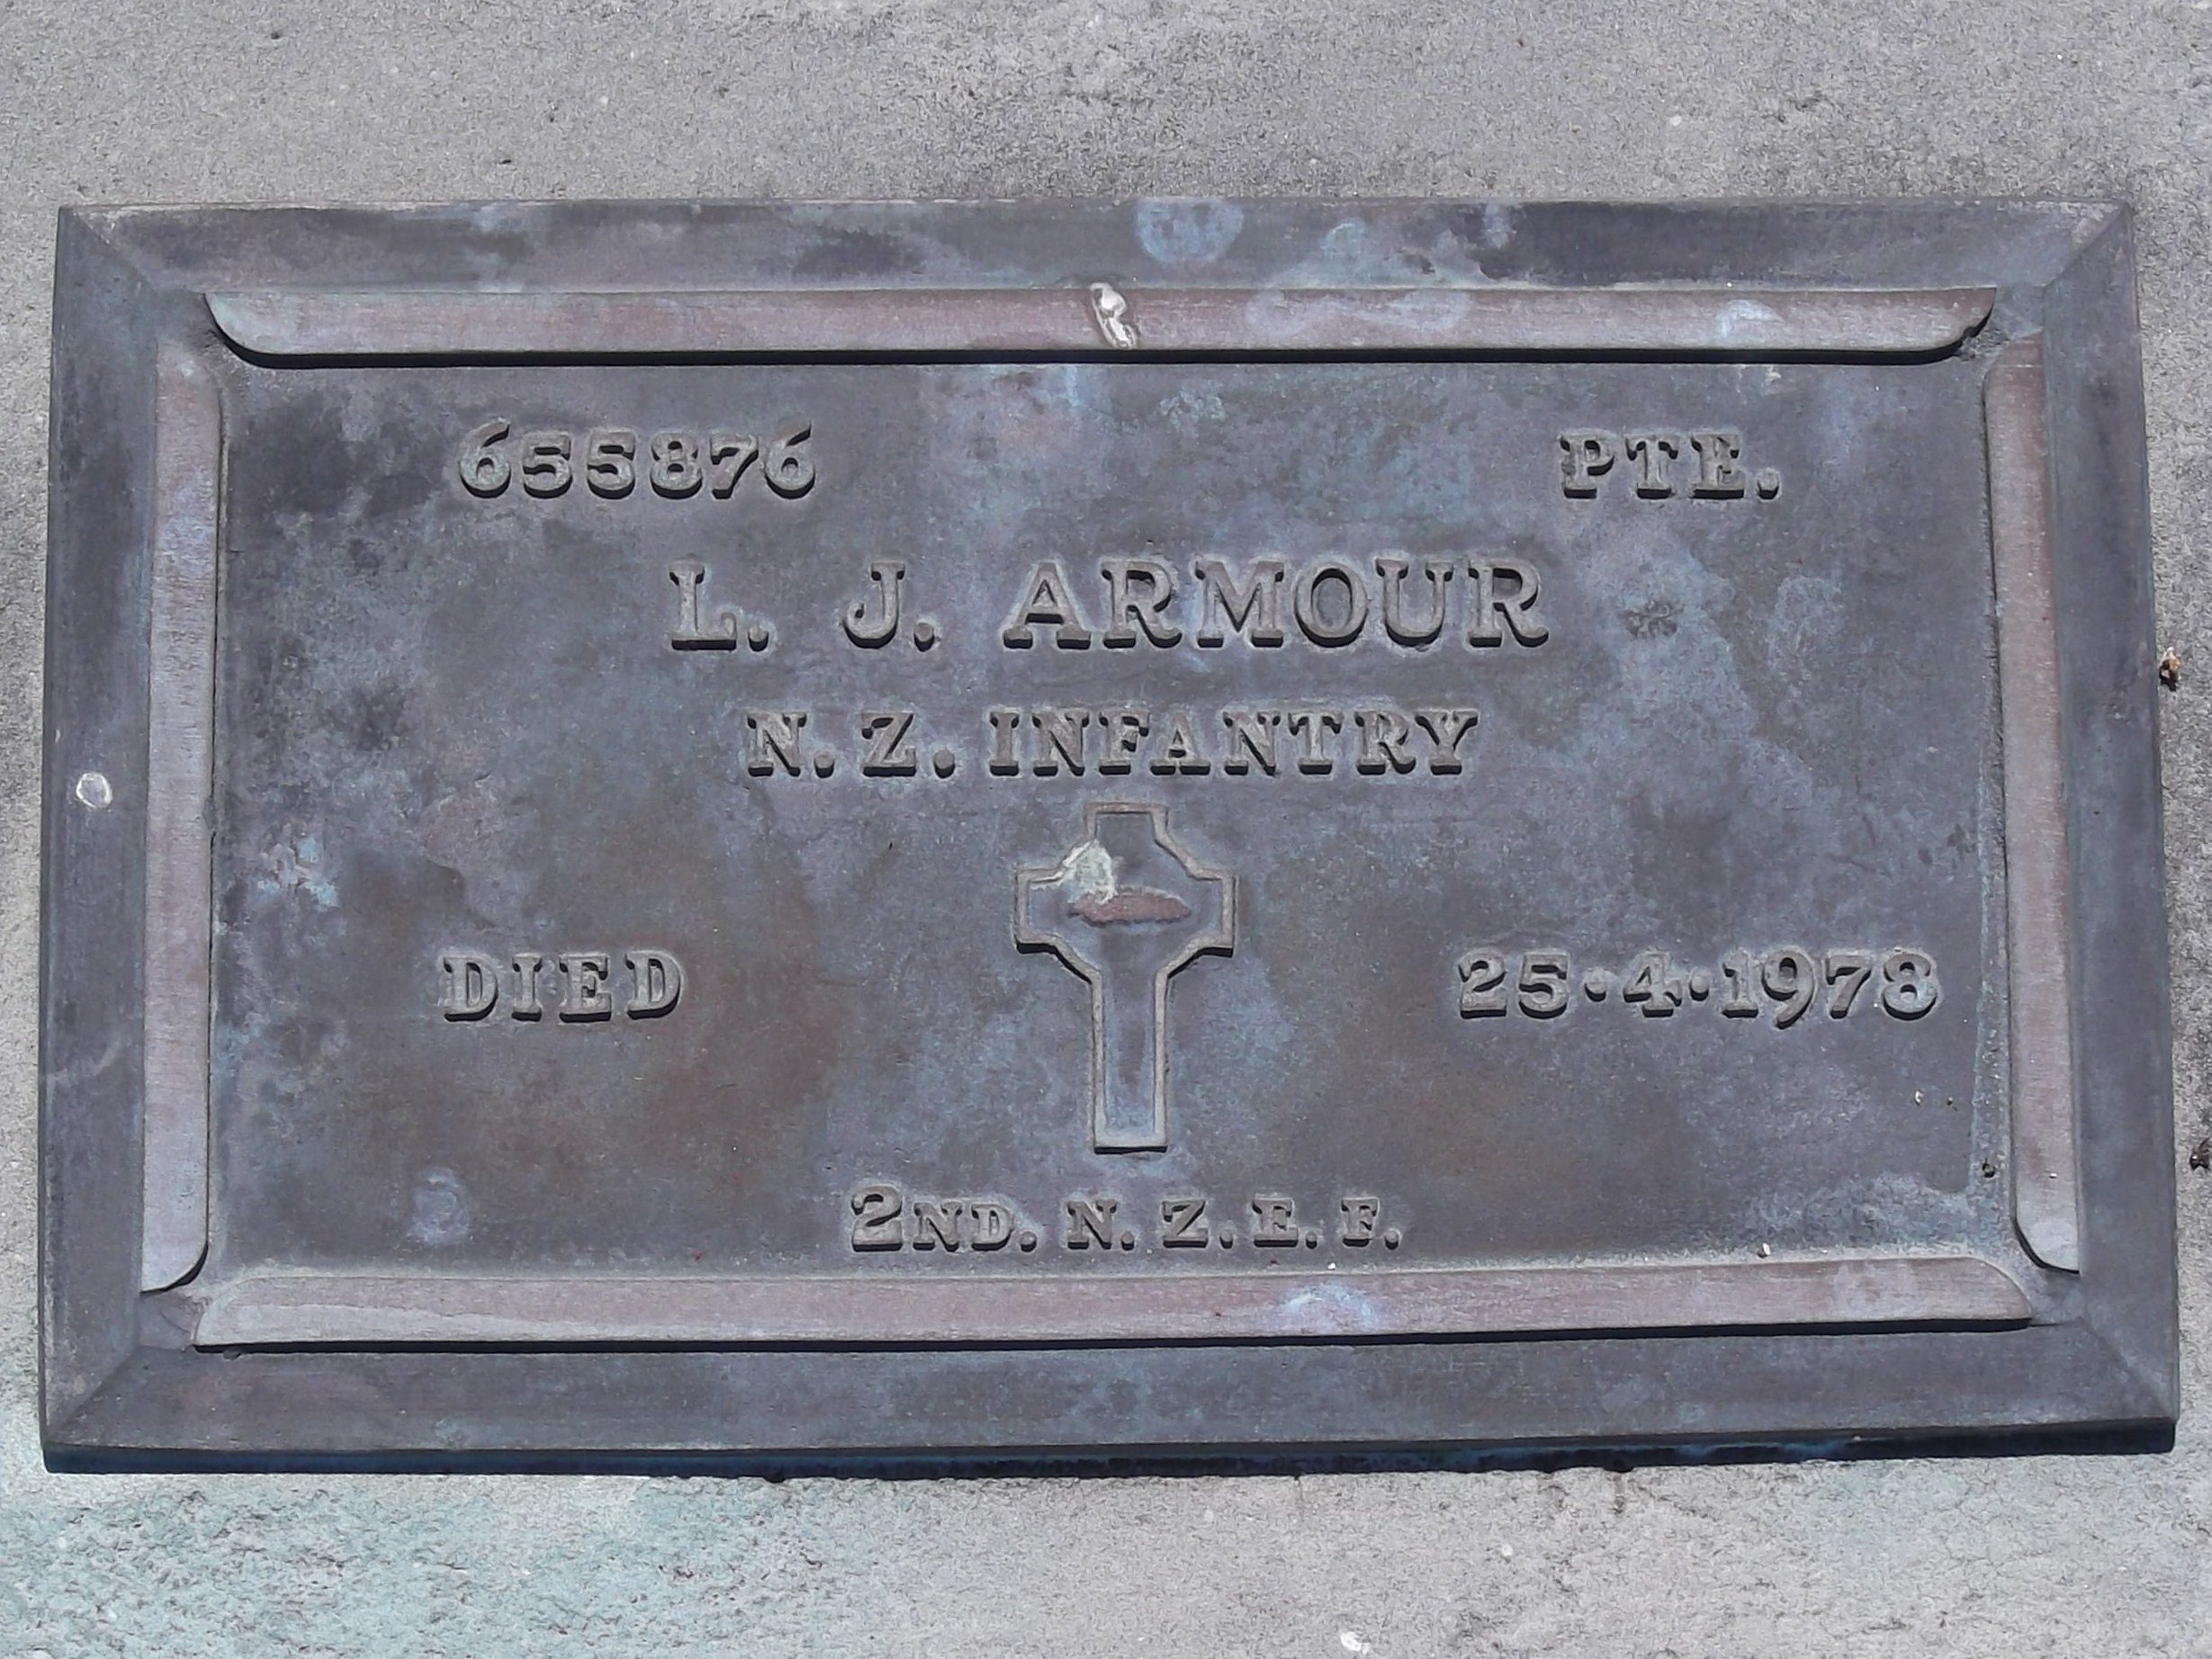 655876 PTE.
L. J. ARMOUR
N.Z. INFANTRY
DIED 25·4·1978
2ND. N.Z.E.F.